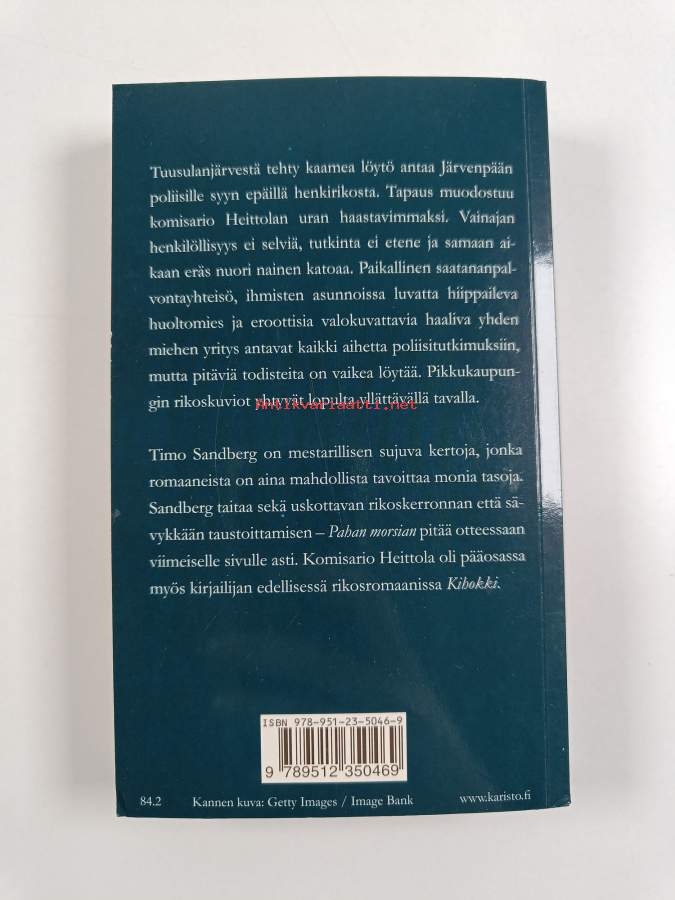 Tuusulanjärvestä tehty kaamea löytö antaa Järvenpään
poliisille syyn epäillä henkirikosta. Tapaus muodostuu
komisario Heittolan uran haastavimmaksi. Vainajan
henkilöllisyys ei selviä, tutkinta ei etene ja samaan ai-
kaan eräs nuori nainen katoaa. Paikallinen saatananpal-
vontayhteisö, ihmisten asunnoissa luvatta hiippaileva
huoltomies ja eroottisia valokuvattavia haaliva yhden
miehen yritys antavat kaikki aihetta poliisitutkimuksiin,
mutta pitäviä todisteita on vaikea löytää. Pikkukaupun-
gin rikoskuviot yhtyvät lopulta yllättävällä tavalla.
Antikvariaatti.net
Timo Sandberg on mestarillisen sujuva kertoja, jonka
romaaneista on aina mahdollista tavoittaa monia tasoja.
Sandberg taitaa sekä uskottavan rikoskerronnan että sä-
vykkään taustoittamisen – Pahan morsian pitää otteessaan
viimeiselle sivulle asti. Komisario Heittola oli pääosassa
myös kirjailijan edellisessä rikosromaanissa Kihokki.
ISBN 978-951-23-5046-9
9 789512 350469
84.2 Kannen kuva: Getty Images / Image Bank www.karisto.fi